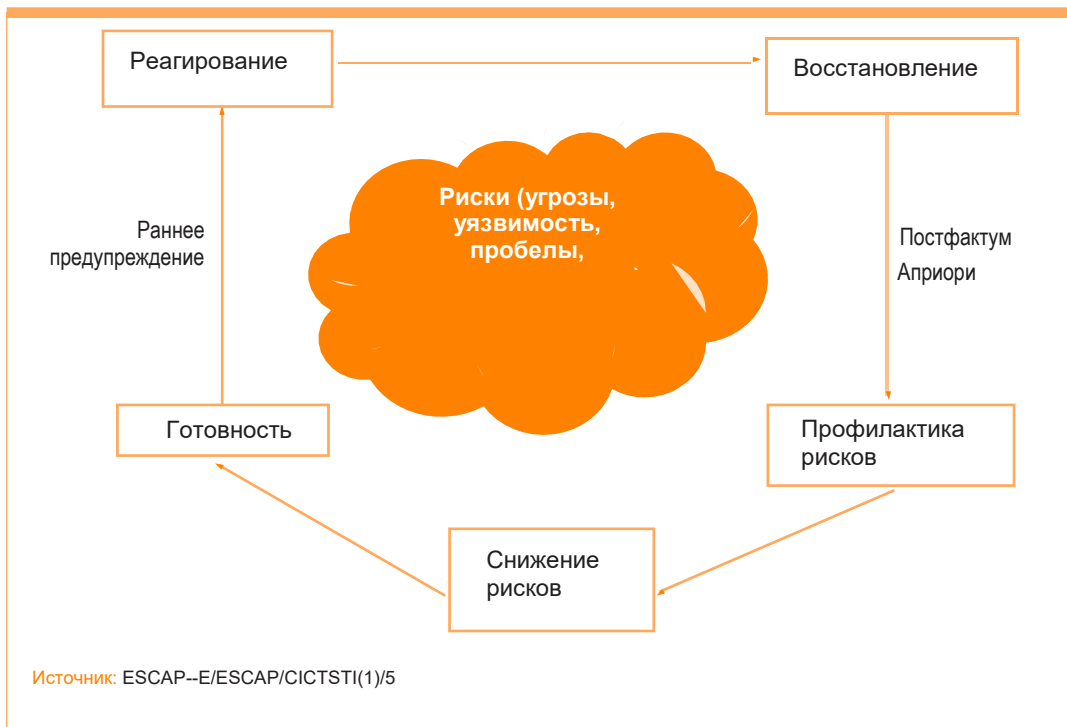 Реагирование
Восстановление
Риски (угрозы,
уязвимость,
пробелы,
Раннее
предупреждение
Постфактум
Априори
Готовность
Профилактика
рисков
Снижение
рисков
Источник: ESCAP--E/ESCAP/CICTSTI(1)/5